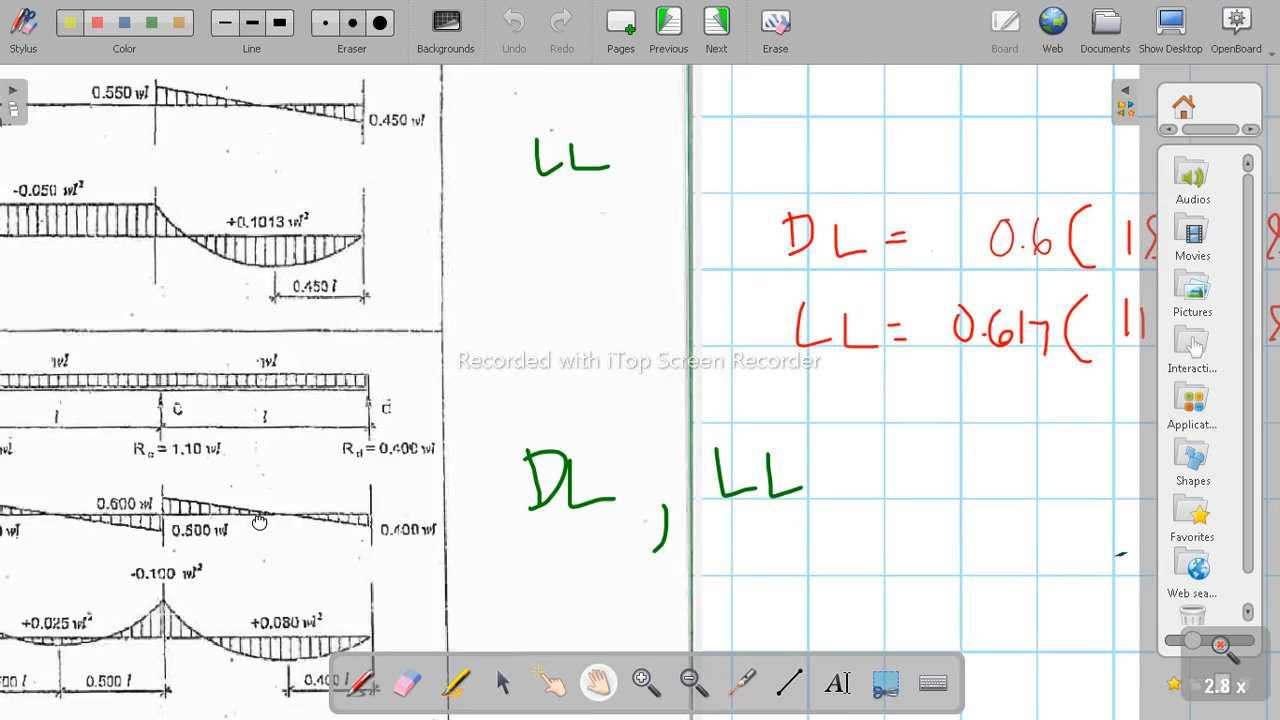 Stylus Color Line Eraser Backgrounds Undo Redo Pages Previous Next Erase Board Web Documents Show Desktop OpenBoard
0.550 wl
0.450 wl
-0.050 wl²
+0.1013 wl²
0.450 l
LL
DL = 0.6 (
LL = 0.617 (
Recorded with iTop Screen Recorder
wl wl
l l
c d
R_c = 1.10 wl R_d = 0.400 wl
DL , LL
0.600 wl
0.500 wl
0.400 wl
-0.100 wl²
+0.025 wl² +0.080 wl²
0.500 l
Audios
Movies
Pictures
Interacti...
Applicat...
Shapes
Favorites
Web sea...
2.8 x